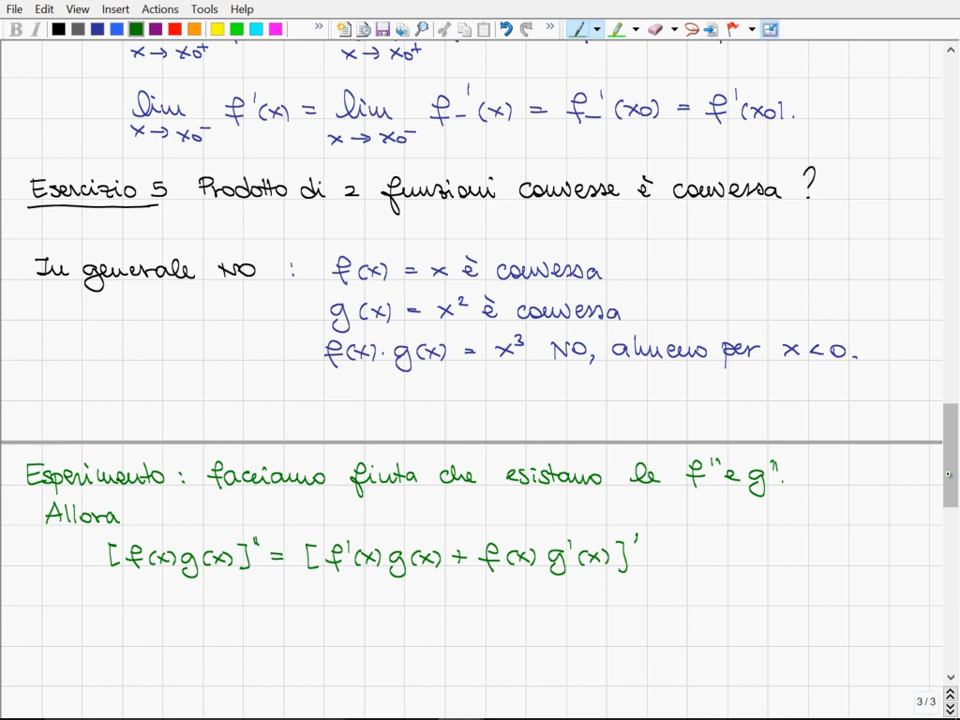 File Edit View Insert Actions Tools Help
B I » »
x → x0+ x → x0+
lim f'(x) = lim f-'(x) = f-'(x0) = f'(x0).
x → x0- x → x0-
Esercizio 5 Prodotto di 2 funzioni convesse è convessa ?
In generale NO : f(x) = x è convessa
g(x) = x² è convessa
f(x)·g(x) = x³ NO, almeno per x < 0.
Esperimento : facciamo finta che esistano le f" e g".
Allora
[f(x)g(x)]" = [f'(x)g(x) + f(x)g'(x)]'
3 / 3